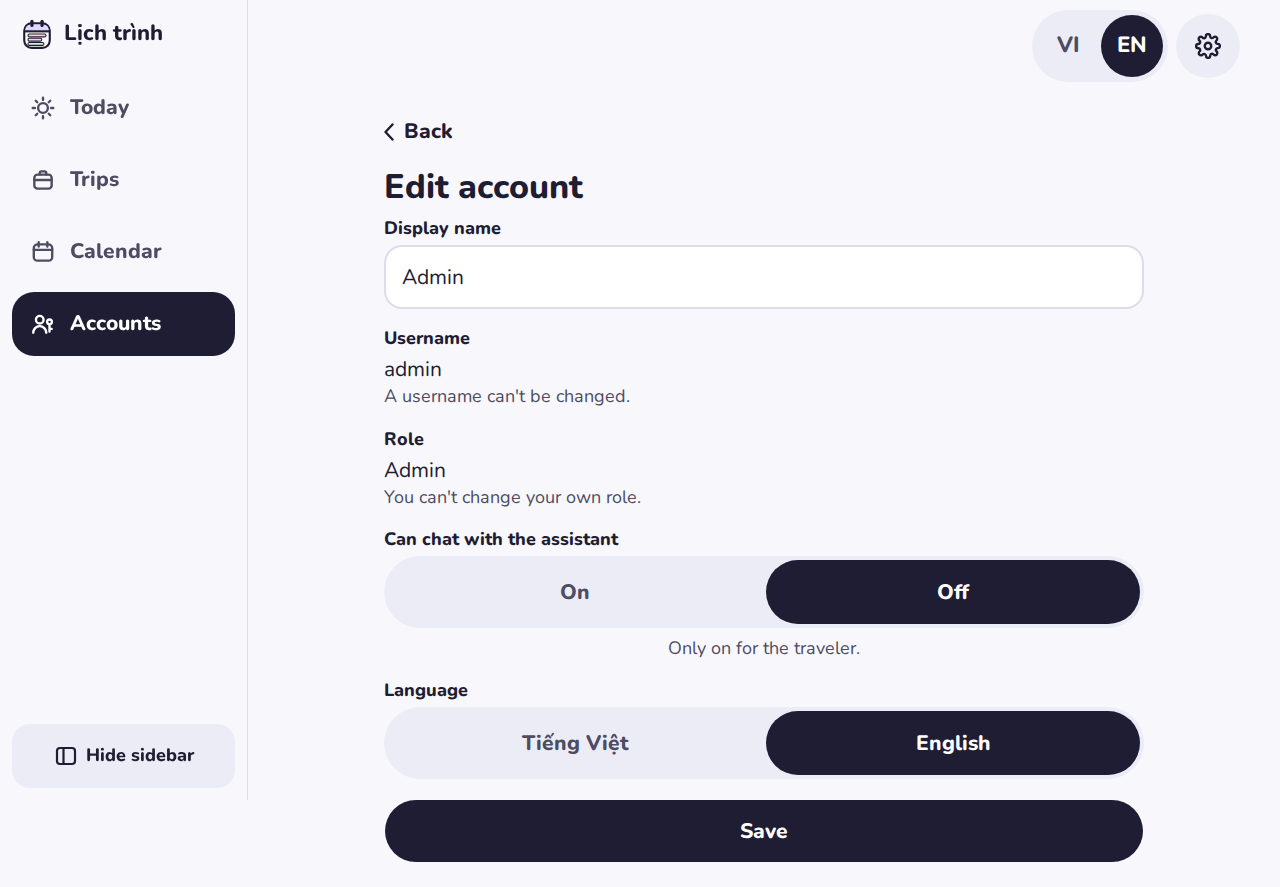 Lịch trình
VI
EN
Today
Trips
Calendar
Accounts
Back
Edit account
Display name
Admin
Username
admin
A username can't be changed.
Role
Admin
You can't change your own role.
Can chat with the assistant
On
Off
Only on for the traveler.
Language
Tiếng Việt
English
Hide sidebar
Save